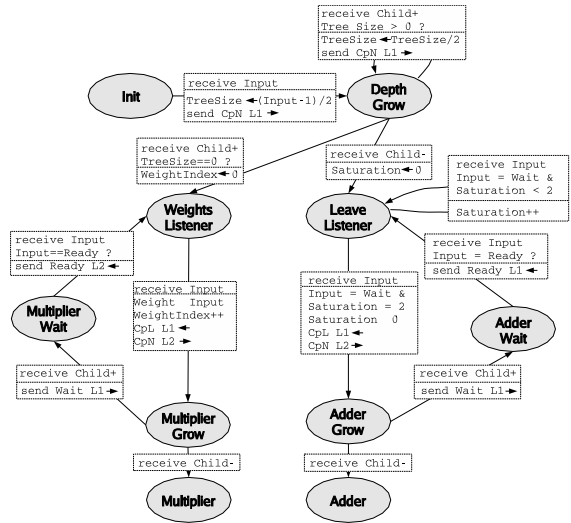 receive Child+
Tree Size > 0 ?
TreeSize ←TreeSize/2
send CpN L1 →
receive Input
TreeSize ←(Input-1)/2
send CpN L1 →
Init
Depth
Grow
receive Child+
TreeSize==0 ?
WeightIndex← 0
receive Child-
Saturation← 0
receive Input
Input = Wait &
Saturation < 2
Saturation++
Weights
Listener
Leave
Listener
receive Input
Input==Ready ?
send Ready L2 ←
receive Input
Input = Ready ?
send Ready L1←
receive Input
Weight Input
WeightIndex++
CpL L1 ←
CpN L2 →
receive Input
Input = Wait &
Saturation = 2
Saturation 0
CpL L1←
CpN L2→
Multiplier
Wait
Adder
Wait
receive Child+
send Wait L1→
receive Child+
send Wait L1→
Multiplier
Grow
Adder
Grow
receive Child-
receive Child-
Multiplier
Adder